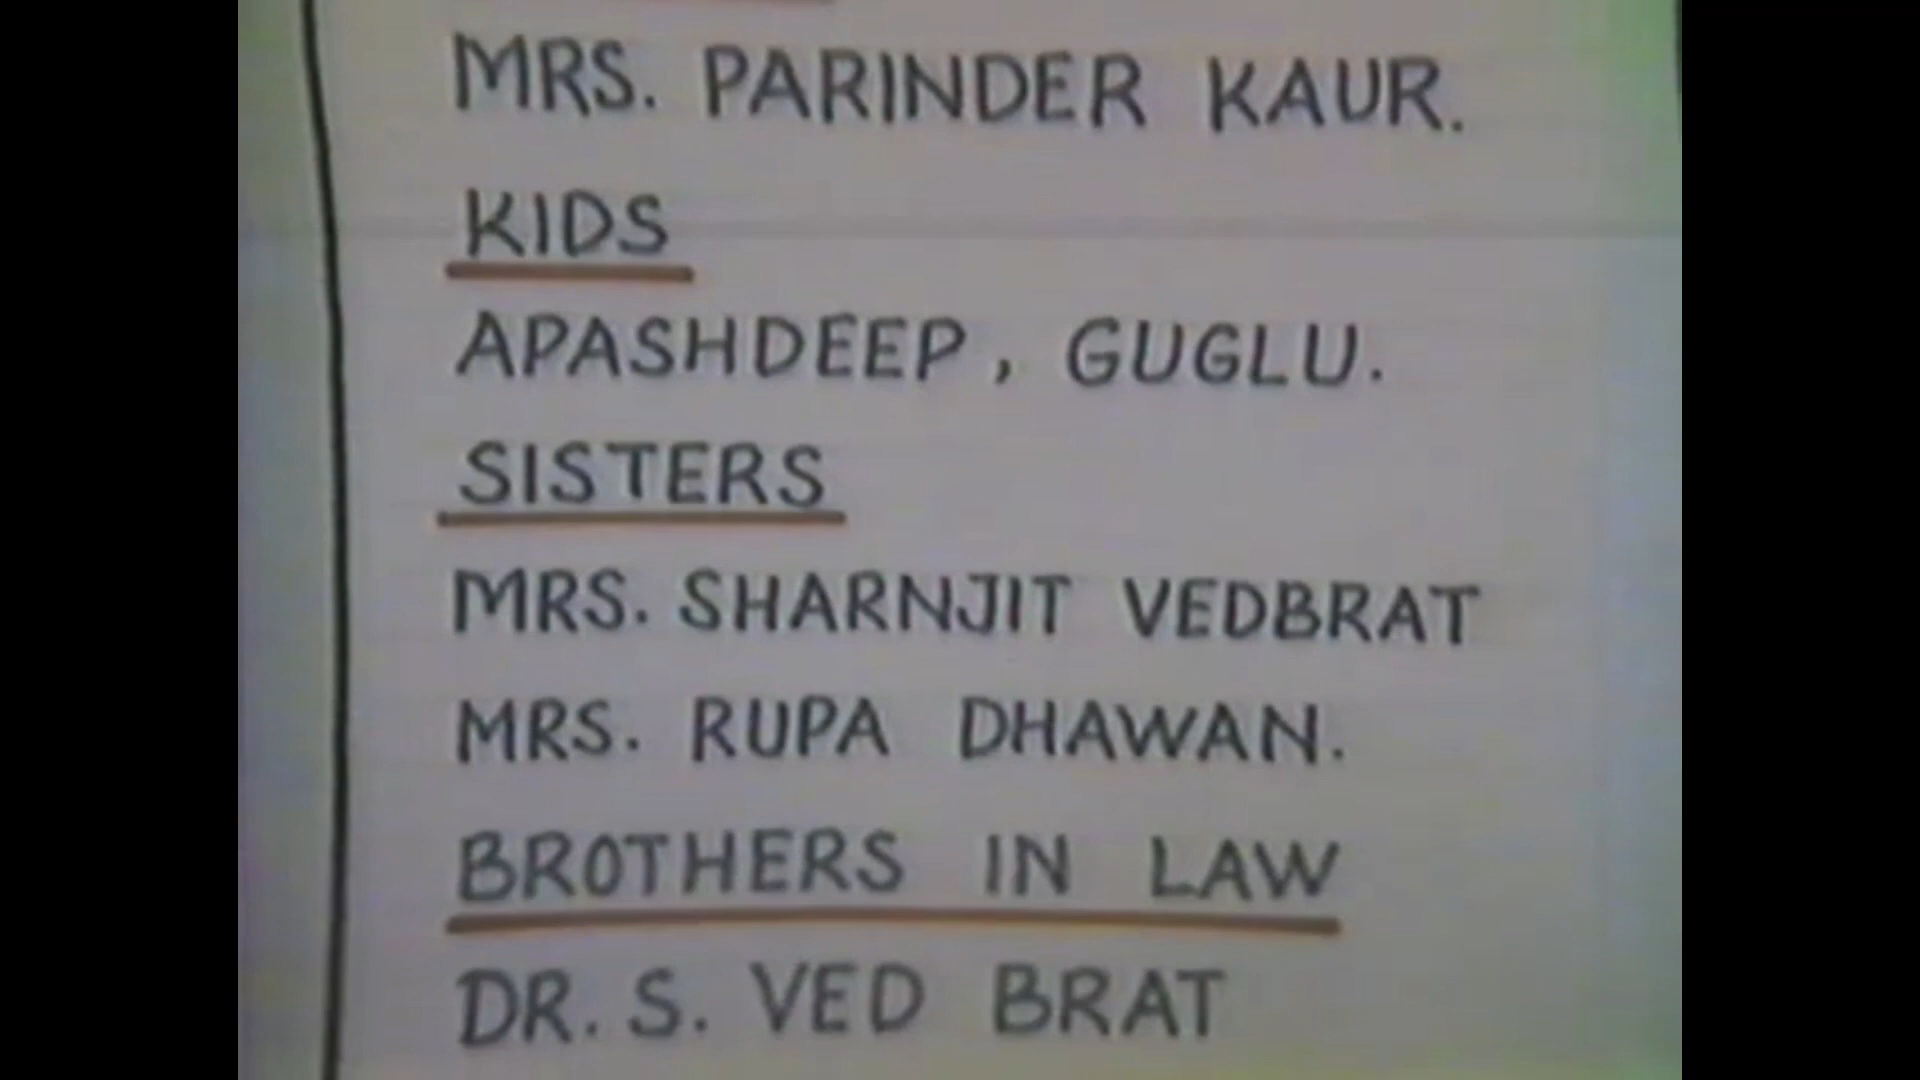 MRS. PARINDER KAUR.
KIDS
APASHDEEP, GUGLU.
SISTERS
MRS. SHARNJIT VEDBRAT
MRS. RUPA DHAWAN.
BROTHERS IN LAW
DR. S. VED BRAT